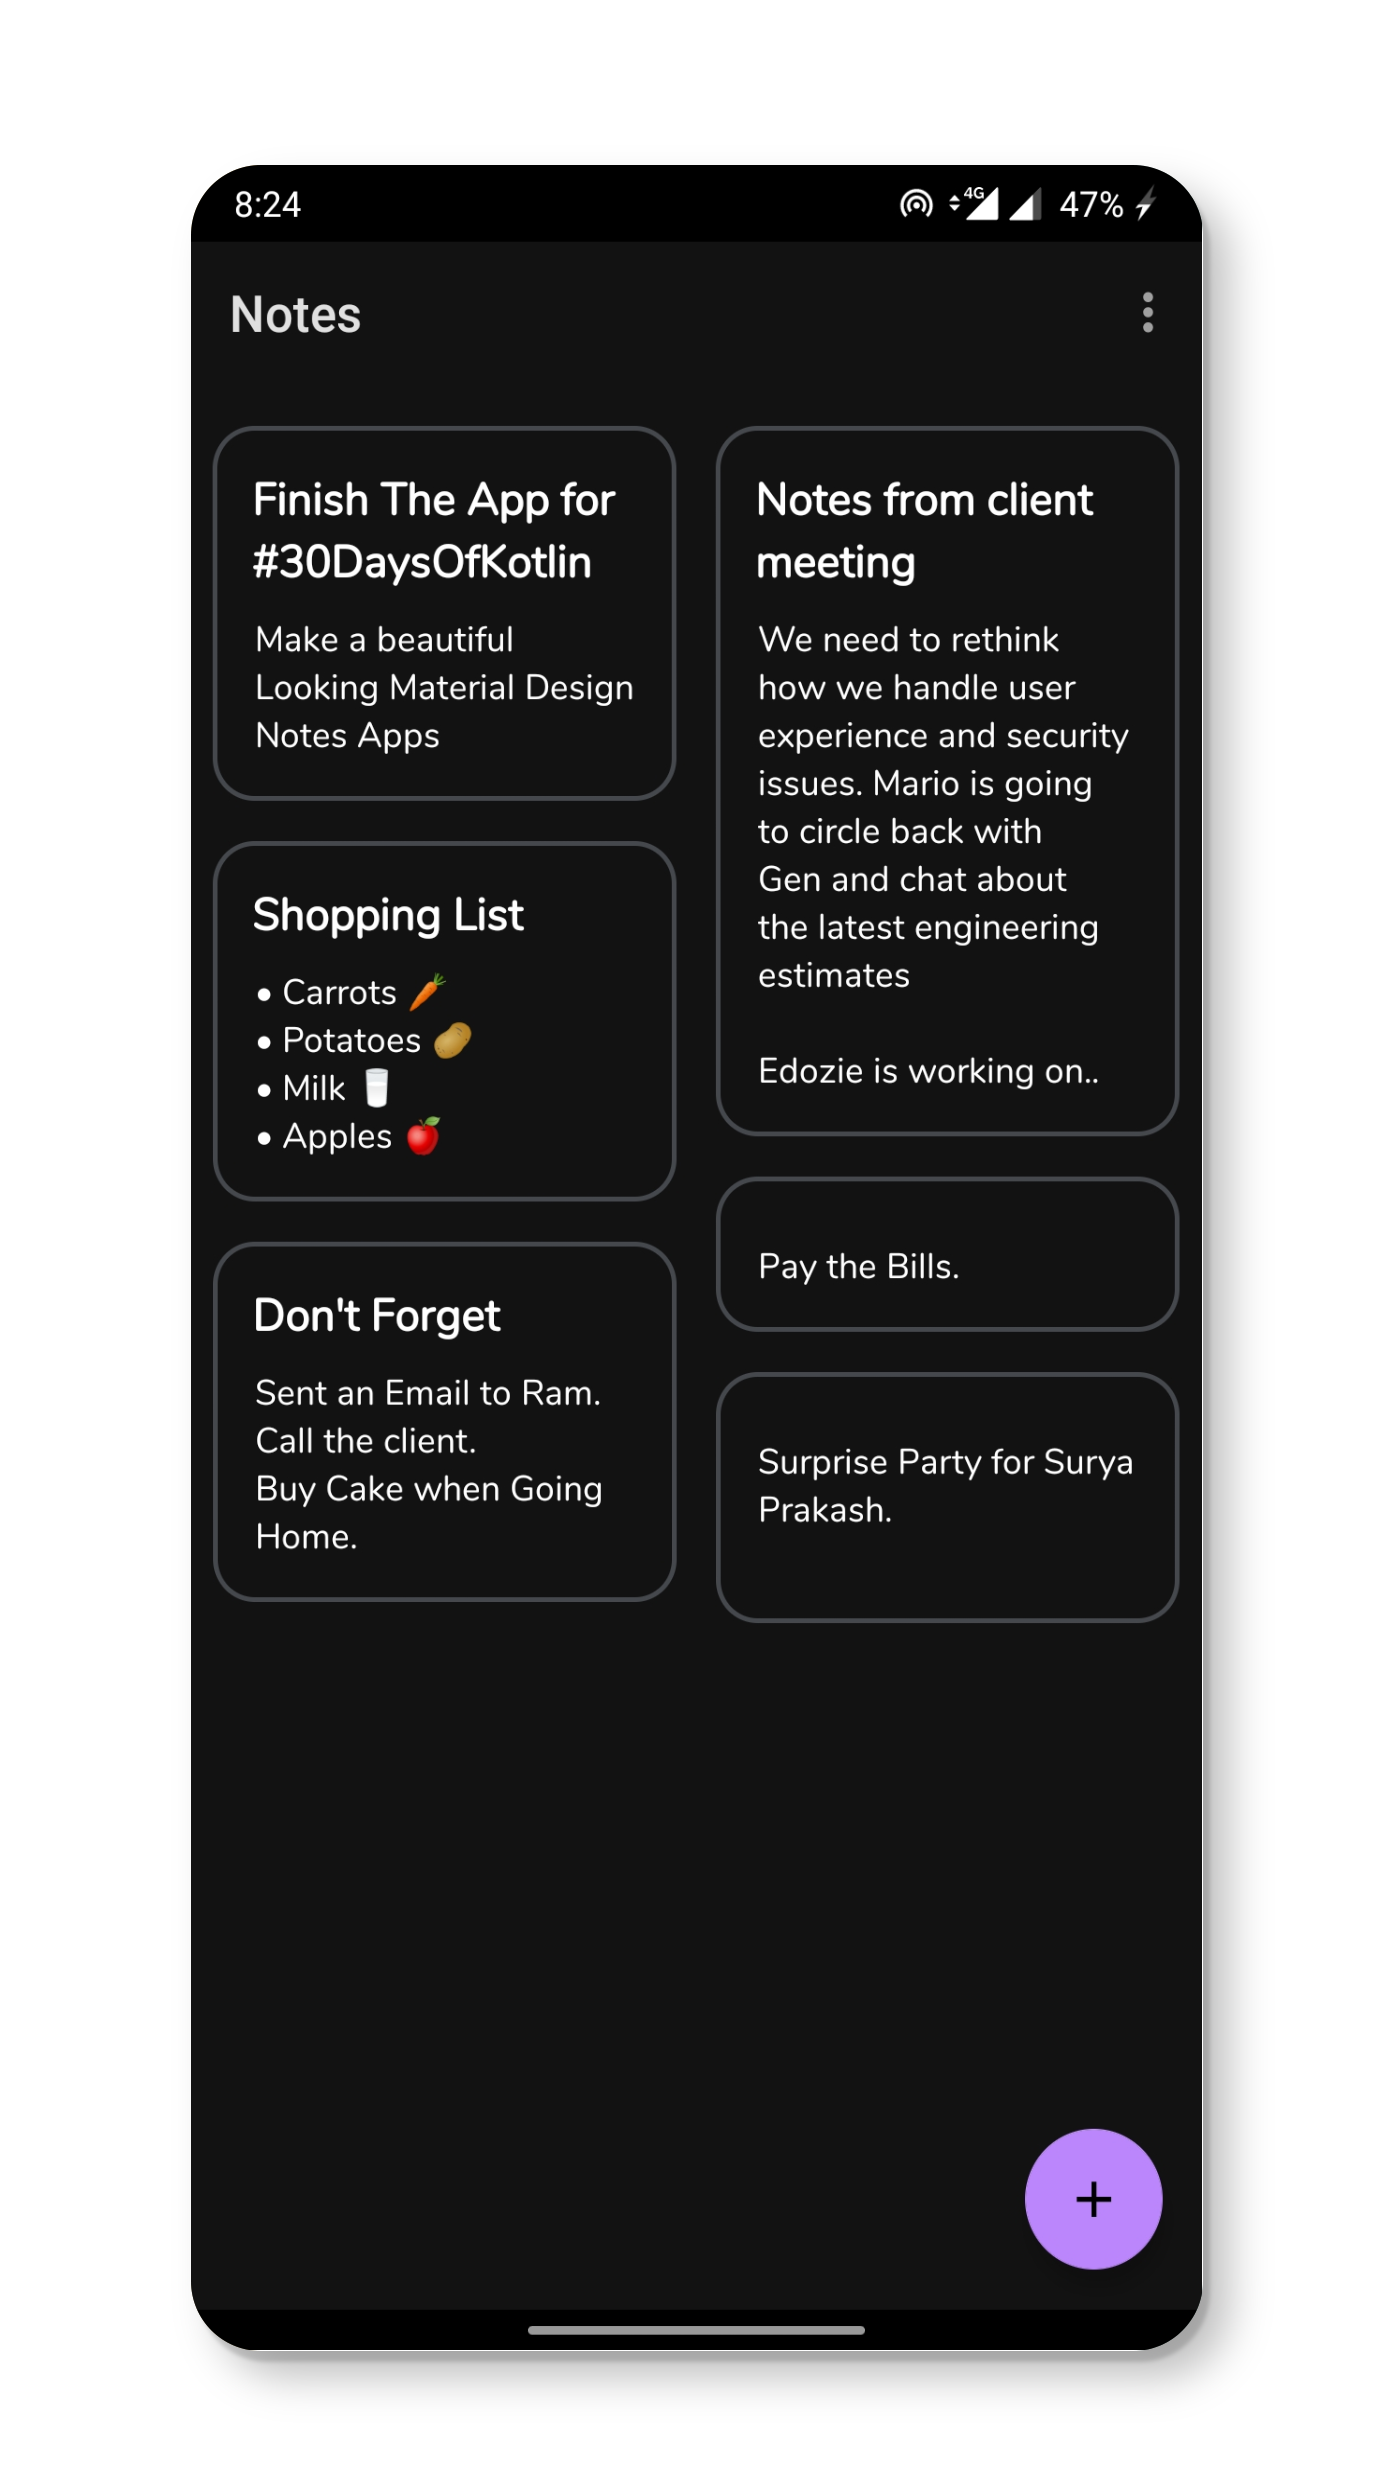 8:24
4G
47%
Notes
Finish The App for
#30DaysOfKotlin
Make a beautiful
Looking Material Design
Notes Apps
Shopping List
• Carrots 🥕
• Potatoes 🥔
• Milk 🥛
• Apples 🍎
Don't Forget
Sent an Email to Ram.
Call the client.
Buy Cake when Going
Home.
Notes from client
meeting
We need to rethink
how we handle user
experience and security
issues. Mario is going
to circle back with
Gen and chat about
the latest engineering
estimates
Edozie is working on..
Pay the Bills.
Surprise Party for Surya
Prakash.
+